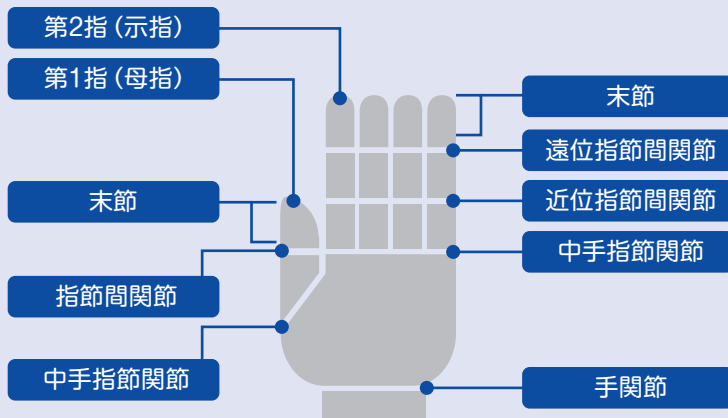 第2指（示指）
第1指（母指）
末節
指節間関節
中手指節関節
末節
遠位指節間関節
近位指節間関節
中手指節関節
手関節